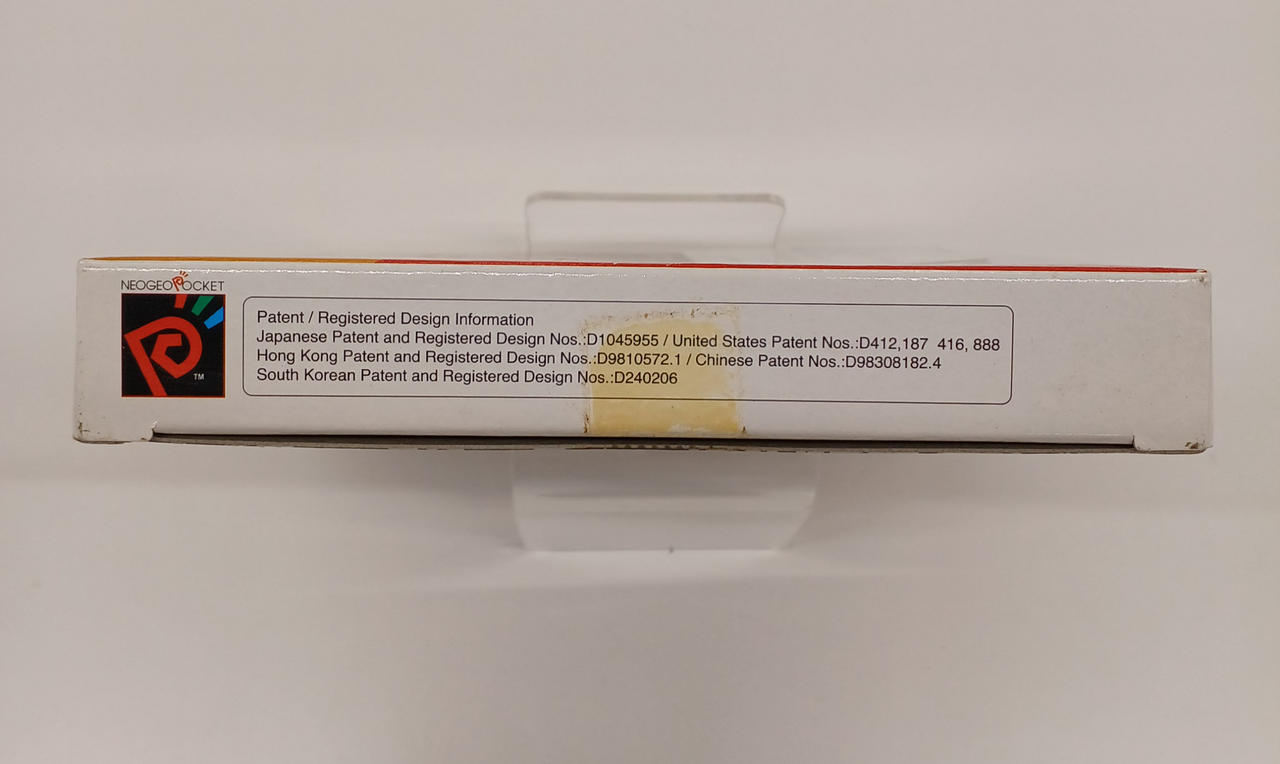 NEOGEOPOCKET
TM
Patent / Registered Design Information
Japanese Patent and Registered Design Nos.:D1045955 / United States Patent Nos.:D412,187 416, 888
Hong Kong Patent and Registered Design Nos.:D9810572.1 / Chinese Patent Nos.:D98308182.4
South Korean Patent and Registered Design Nos.:D240206